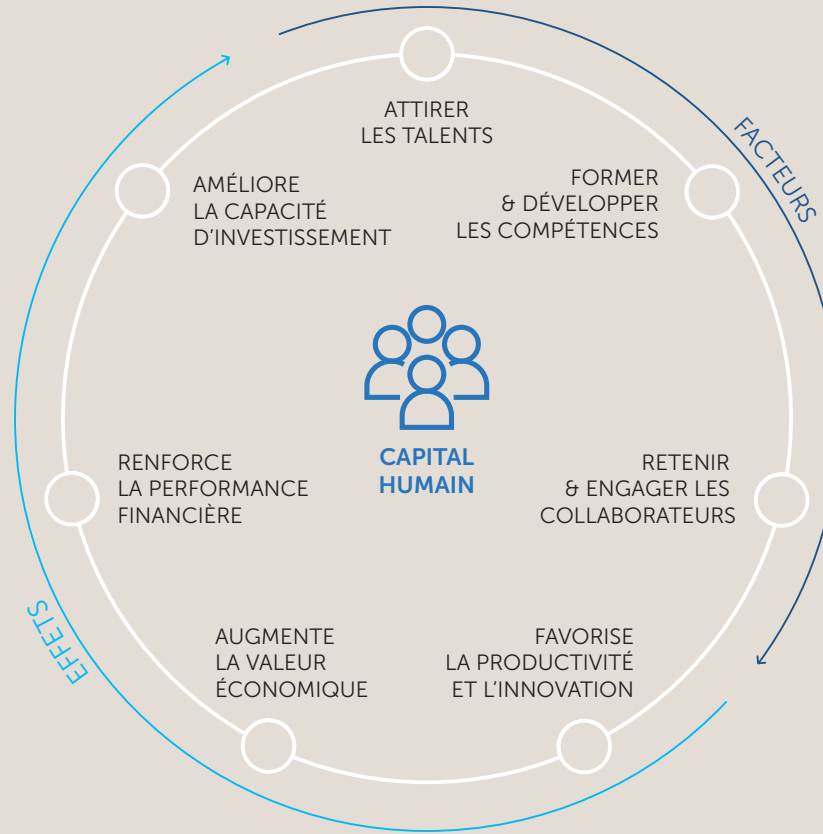 ATTIRER
LES TALENTS
FACTEURS
FORMER
& DÉVELOPPER
LES COMPÉTENCES
RETENIR
& ENGAGER LES
COLLABORATEURS
FAVORISE
LA PRODUCTIVITÉ
ET L'INNOVATION
AUGMENTE
LA VALEUR
ÉCONOMIQUE
EFFETS
RENFORCE
LA PERFORMANCE
FINANCIÈRE
AMÉLIORE
LA CAPACITÉ
D'INVESTISSEMENT
CAPITAL
HUMAIN